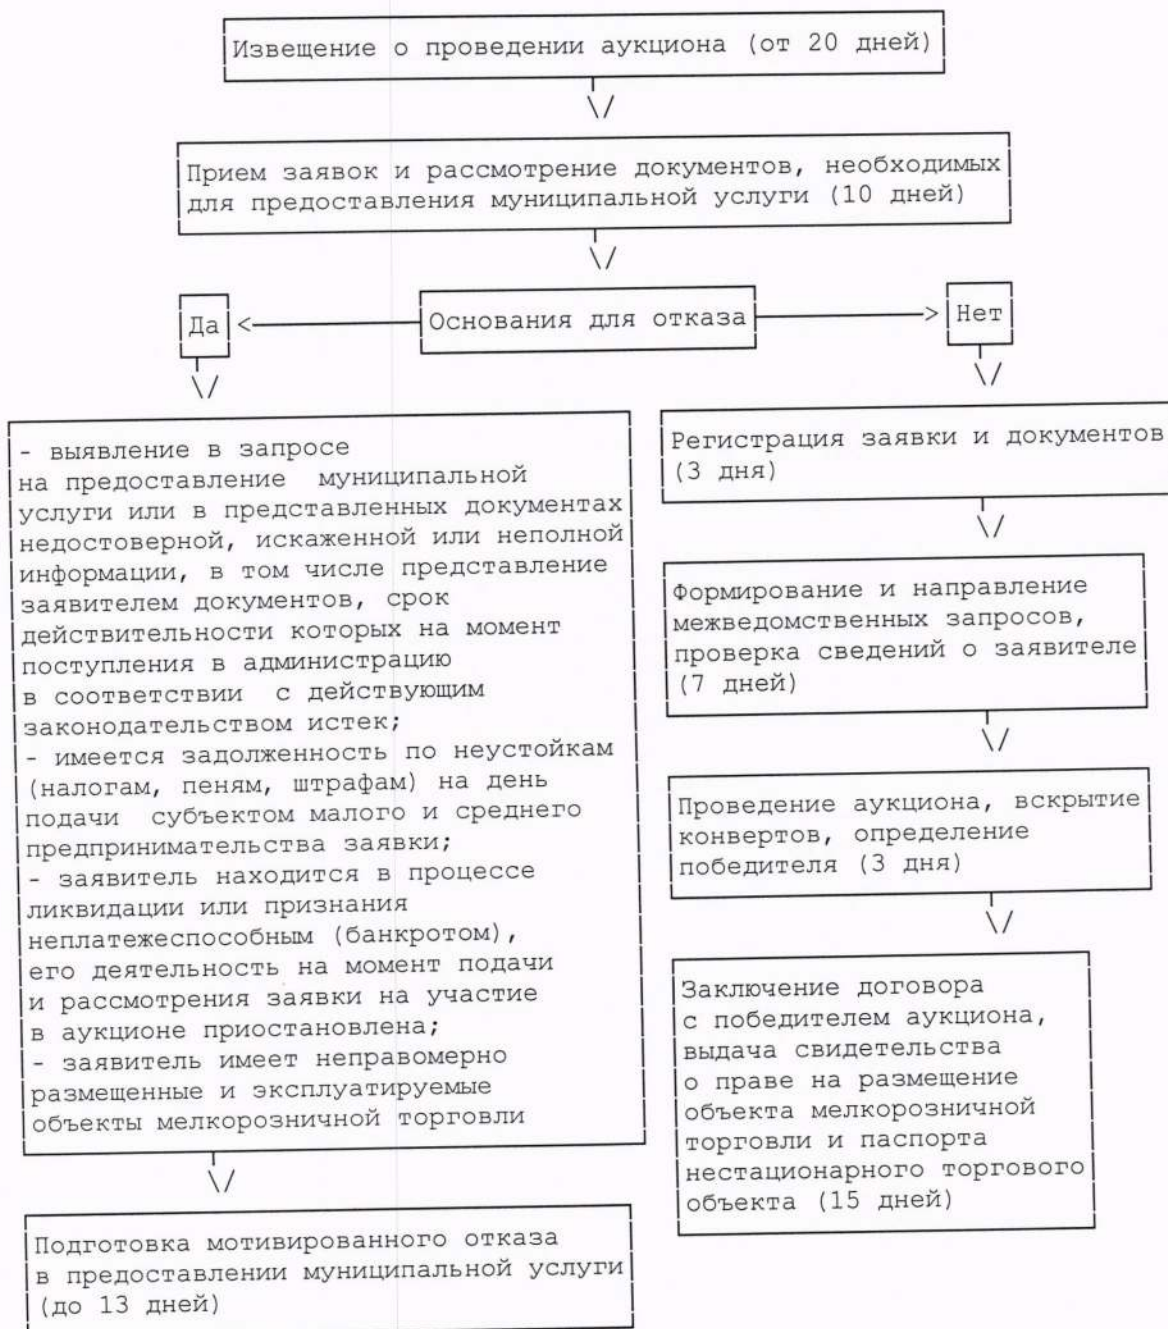 Извещение о проведении аукциона (от 20 дней)
Прием заявок и рассмотрение документов, необходимых
для предоставления муниципальной услуги (10 дней)
Да
Основания для отказа
Нет
- выявление в запросе
на предоставление муниципальной
услуги или в представленных документах
недостоверной, искаженной или неполной
информации, в том числе представление
заявителем документов, срок
действительности которых на момент
поступления в администрацию
в соответствии с действующим
законодательством истек;
- имеется задолженность по неустойкам
(налогам, пеням, штрафам) на день
подачи субъектом малого и среднего
предпринимательства заявки;
- заявитель находится в процессе
ликвидации или признания
неплатежеспособным (банкротом),
его деятельность на момент подачи
и рассмотрения заявки на участие
в аукционе приостановлена;
- заявитель имеет неправомерно
размещенные и эксплуатируемые
объекты мелкорозничной торговли
Подготовка мотивированного отказа
в предоставлении муниципальной услуги
(до 13 дней)
Регистрация заявки и документов
(3 дня)
Формирование и направление
межведомственных запросов,
проверка сведений о заявителе
(7 дней)
Проведение аукциона, вскрытие
конвертов, определение
победителя (3 дня)
Заключение договора
с победителем аукциона,
выдача свидетельства
о праве на размещение
объекта мелкорозничной
торговли и паспорта
нестационарного торгового
объекта (15 дней)